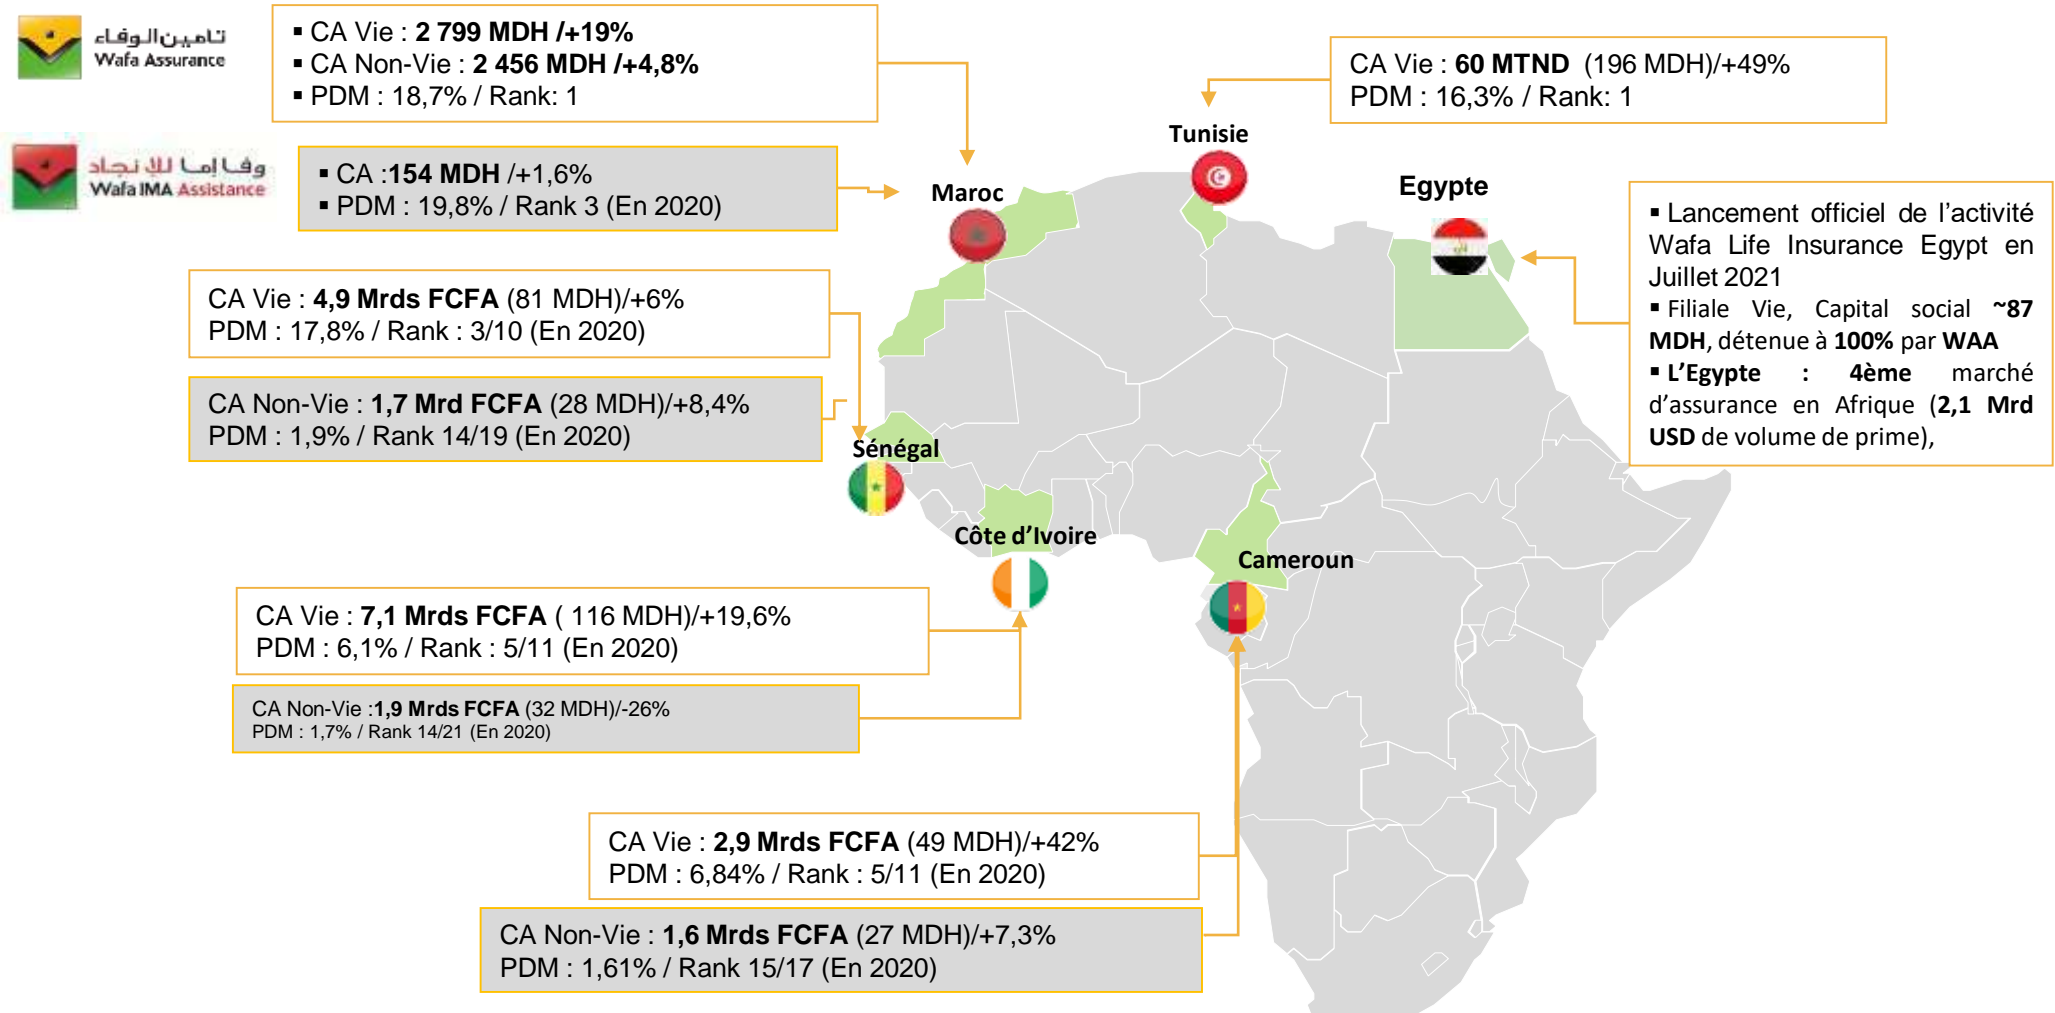 تامين الوفاء
Wafa Assurance
▪ CA Vie : 2 799 MDH /+19%
▪ CA Non-Vie : 2 456 MDH /+4,8%
▪ PDM : 18,7% / Rank: 1
CA Vie : 60 MTND (196 MDH)/+49%
PDM : 16,3% / Rank: 1
وفا إما للإنجاد
Wafa IMA Assistance
▪ CA :154 MDH /+1,6%
▪ PDM : 19,8% / Rank 3 (En 2020)
Tunisie
Maroc
Egypte
▪ Lancement officiel de l’activité
Wafa Life Insurance Egypt en
Juillet 2021
▪ Filiale Vie, Capital social ~87
MDH, détenue à 100% par WAA
▪ L’Egypte : 4ème marché
d’assurance en Afrique (2,1 Mrd
USD de volume de prime),
CA Vie : 4,9 Mrds FCFA (81 MDH)/+6%
PDM : 17,8% / Rank : 3/10 (En 2020)
CA Non-Vie : 1,7 Mrd FCFA (28 MDH)/+8,4%
PDM : 1,9% / Rank 14/19 (En 2020)
Sénégal
Côte d’Ivoire
Cameroun
CA Vie : 7,1 Mrds FCFA ( 116 MDH)/+19,6%
PDM : 6,1% / Rank : 5/11 (En 2020)
CA Non-Vie :1,9 Mrds FCFA (32 MDH)/-26%
PDM : 1,7% / Rank 14/21 (En 2020)
CA Vie : 2,9 Mrds FCFA (49 MDH)/+42%
PDM : 6,84% / Rank : 5/11 (En 2020)
CA Non-Vie : 1,6 Mrds FCFA (27 MDH)/+7,3%
PDM : 1,61% / Rank 15/17 (En 2020)